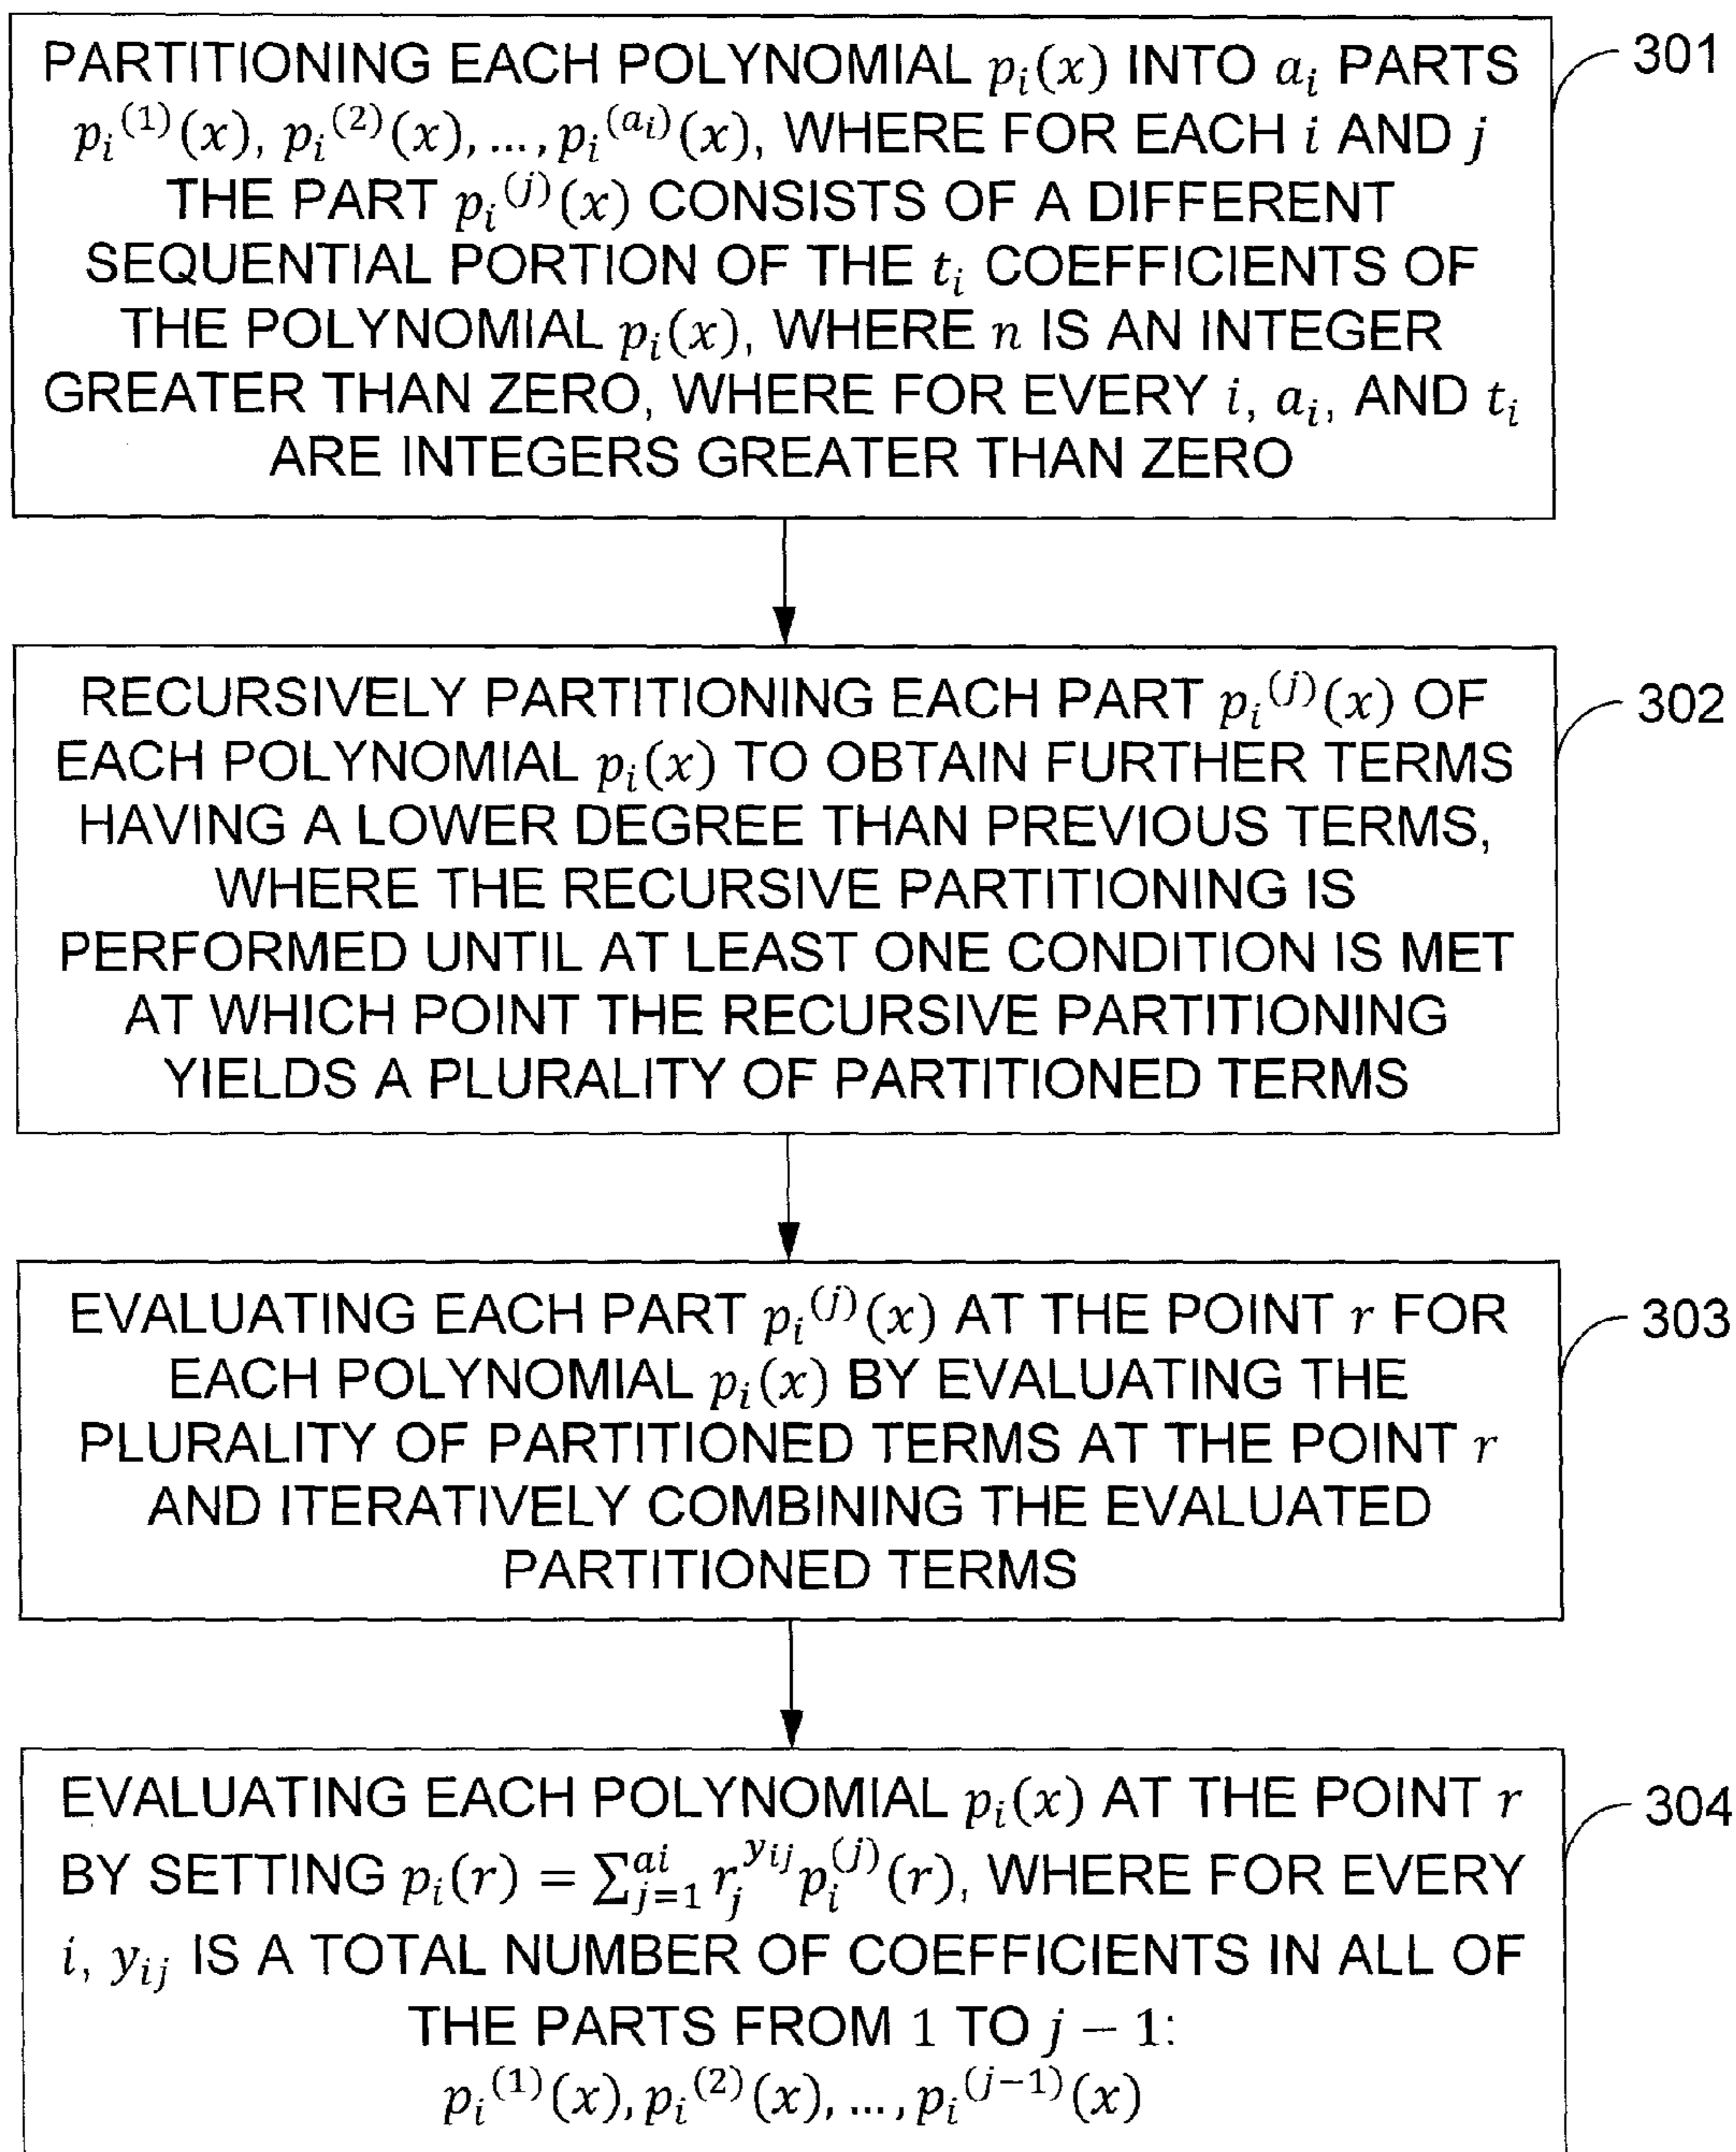 PARTITIONING EACH POLYNOMIAL p_i(x) INTO a_i PARTS
p_i^(1)(x), p_i^(2)(x), ..., p_i^(a_i)(x), WHERE FOR EACH i AND j
THE PART p_i^(j)(x) CONSISTS OF A DIFFERENT
SEQUENTIAL PORTION OF THE t_i COEFFICIENTS OF
THE POLYNOMIAL p_i(x), WHERE n IS AN INTEGER
GREATER THAN ZERO, WHERE FOR EVERY i, a_i, AND t_i
ARE INTEGERS GREATER THAN ZERO
301
RECURSIVELY PARTITIONING EACH PART p_i^(j)(x) OF
EACH POLYNOMIAL p_i(x) TO OBTAIN FURTHER TERMS
HAVING A LOWER DEGREE THAN PREVIOUS TERMS,
WHERE THE RECURSIVE PARTITIONING IS
PERFORMED UNTIL AT LEAST ONE CONDITION IS MET
AT WHICH POINT THE RECURSIVE PARTITIONING
YIELDS A PLURALITY OF PARTITIONED TERMS
302
EVALUATING EACH PART p_i^(j)(x) AT THE POINT r FOR
EACH POLYNOMIAL p_i(x) BY EVALUATING THE
PLURALITY OF PARTITIONED TERMS AT THE POINT r
AND ITERATIVELY COMBINING THE EVALUATED
PARTITIONED TERMS
303
EVALUATING EACH POLYNOMIAL p_i(x) AT THE POINT r
BY SETTING p_i(r) = ∑_{j=1}^{ai} r_j^{y_{ij}} p_i^{(j)}(r), WHERE FOR EVERY
i, y_{ij} IS A TOTAL NUMBER OF COEFFICIENTS IN ALL OF
THE PARTS FROM 1 TO j − 1:
p_i^(1)(x), p_i^(2)(x), ..., p_i^(j−1)(x)
304